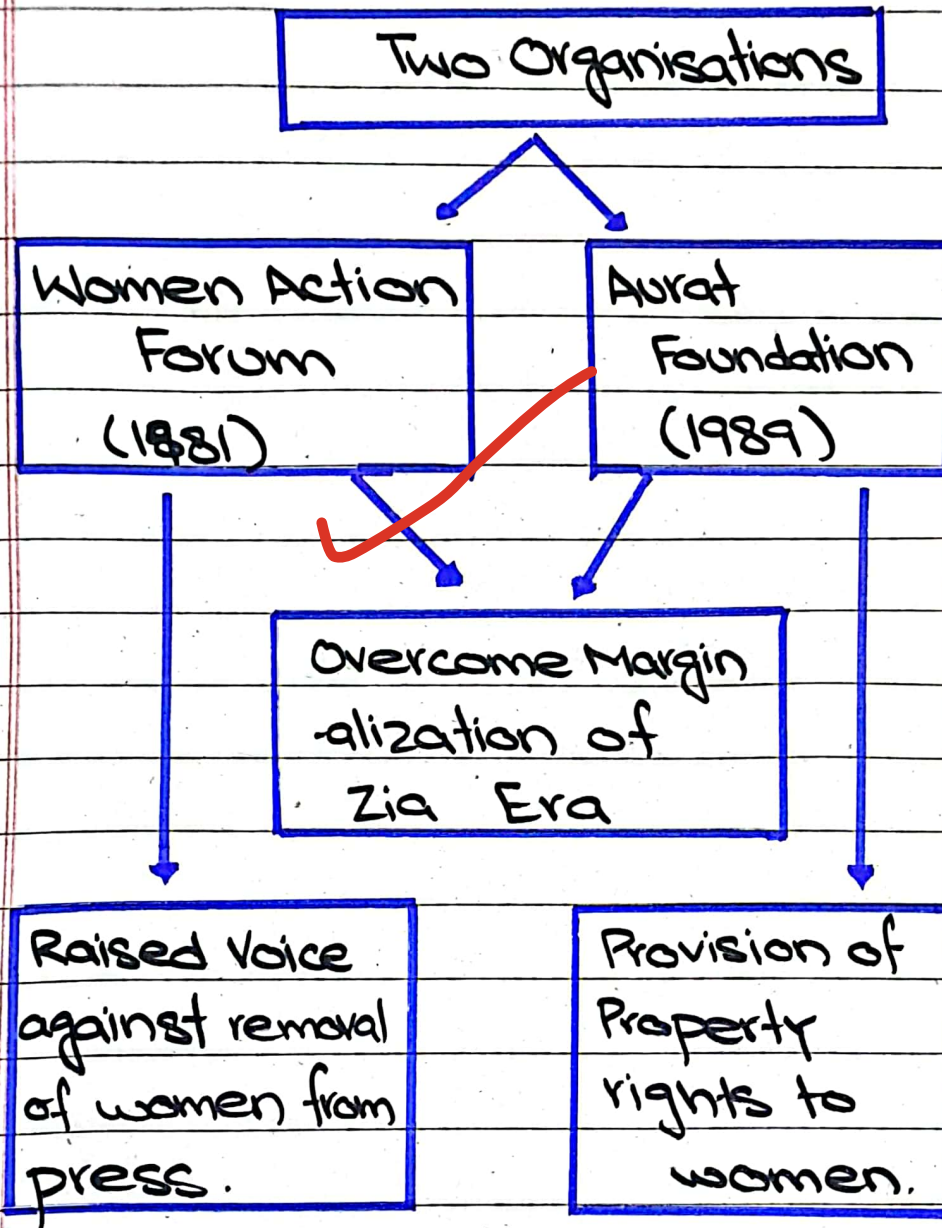 Two Organisations
Women Action
Forum
(1881)
Aurat
Foundation
(1989)
Overcome Margin
-alization of
Zia Era
Raised Voice
against removal
of women from
press.
Provision of
Property
rights to
women.